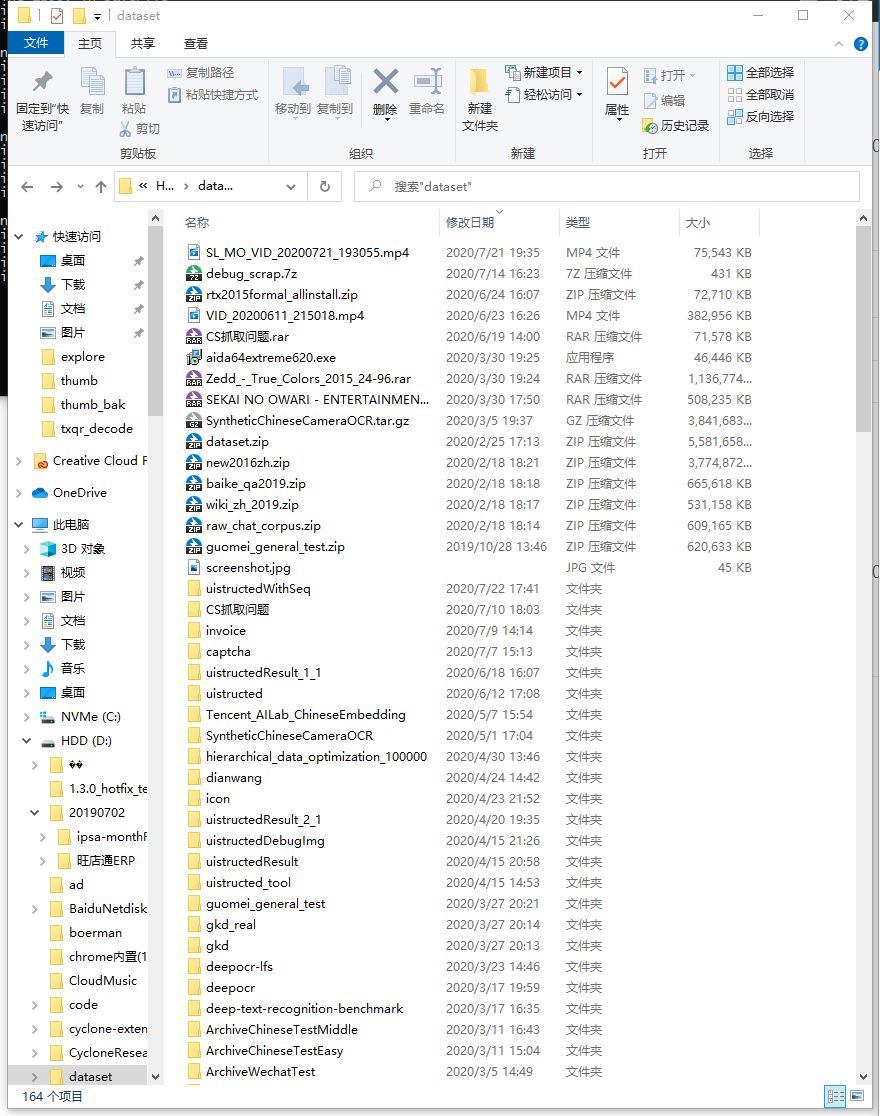 dataset
文件 主页 共享 查看
固定到“快速访问”
复制
粘贴
复制路径
粘贴快捷方式
剪切
剪贴板
移动到 复制到 删除 重命名
组织
新建文件夹
新建项目
轻松访问
新建
属性
打开
编辑
历史记录
打开
全部选择
全部取消
反向选择
选择
« H... › data...
搜索"dataset"
快速访问
桌面
下载
文档
图片
explore
thumb
thumb_bak
txqr_decode
Creative Cloud F
OneDrive
此电脑
3D 对象
视频
图片
文档
下载
音乐
桌面
NVMe (C:)
HDD (D:)
1.3.0_hotfix_te
20190702
ipsa-monthF
旺店通ERP
ad
BaiduNetdisk
boerman
chrome内置(1
CloudMusic
code
cyclone-exten
CycloneResea
dataset
名称 修改日期 类型 大小
SL_MO_VID_20200721_193055.mp4 2020/7/21 19:35 MP4 文件 75,543 KB
debug_scrap.7z 2020/7/14 16:23 7Z 压缩文件 431 KB
rtx2015formal_allinstall.zip 2020/6/24 16:07 ZIP 压缩文件 72,710 KB
VID_20200611_215018.mp4 2020/6/23 16:26 MP4 文件 382,956 KB
CS抓取问题.rar 2020/6/19 14:00 RAR 压缩文件 71,578 KB
aida64extreme620.exe 2020/3/30 19:25 应用程序 46,446 KB
Zedd_-_True_Colors_2015_24-96.rar 2020/3/30 19:24 RAR 压缩文件 1,136,774...
SEKAI NO OWARI - ENTERTAINMEN... 2020/3/30 17:50 RAR 压缩文件 508,235 KB
SyntheticChineseCameraOCR.tar.gz 2020/3/5 19:37 GZ 压缩文件 3,841,683...
dataset.zip 2020/2/25 17:13 ZIP 压缩文件 5,581,658...
new2016zh.zip 2020/2/18 18:21 ZIP 压缩文件 3,774,872...
baike_qa2019.zip 2020/2/18 18:18 ZIP 压缩文件 665,618 KB
wiki_zh_2019.zip 2020/2/18 18:17 ZIP 压缩文件 531,158 KB
raw_chat_corpus.zip 2020/2/18 18:14 ZIP 压缩文件 609,165 KB
guomei_general_test.zip 2019/10/28 13:46 ZIP 压缩文件 620,633 KB
screenshot.jpg JPG 文件 45 KB
uistructedWithSeq 2020/7/22 17:41 文件夹
CS抓取问题 2020/7/10 18:03 文件夹
invoice 2020/7/9 14:14 文件夹
captcha 2020/7/7 15:13 文件夹
uistructedResult_1_1 2020/6/18 16:07 文件夹
uistructed 2020/6/12 17:08 文件夹
Tencent_AILab_ChineseEmbedding 2020/5/7 15:54 文件夹
SyntheticChineseCameraOCR 2020/5/1 17:04 文件夹
hierarchical_data_optimization_100000 2020/4/30 13:46 文件夹
dianwang 2020/4/24 14:42 文件夹
icon 2020/4/23 21:52 文件夹
uistructedResult_2_1 2020/4/20 19:35 文件夹
uistructedDebugImg 2020/4/15 21:26 文件夹
uistructedResult 2020/4/15 20:58 文件夹
uistructed_tool 2020/4/15 14:53 文件夹
guomei_general_test 2020/3/27 20:21 文件夹
gkd_real 2020/3/27 20:14 文件夹
gkd 2020/3/27 20:13 文件夹
deepocr-lfs 2020/3/23 14:46 文件夹
deepocr 2020/3/17 19:59 文件夹
deep-text-recognition-benchmark 2020/3/17 16:35 文件夹
ArchiveChineseTestMiddle 2020/3/11 16:43 文件夹
ArchiveChineseTestEasy 2020/3/11 15:04 文件夹
ArchiveWechatTest 2020/3/5 14:49 文件夹
164 个项目